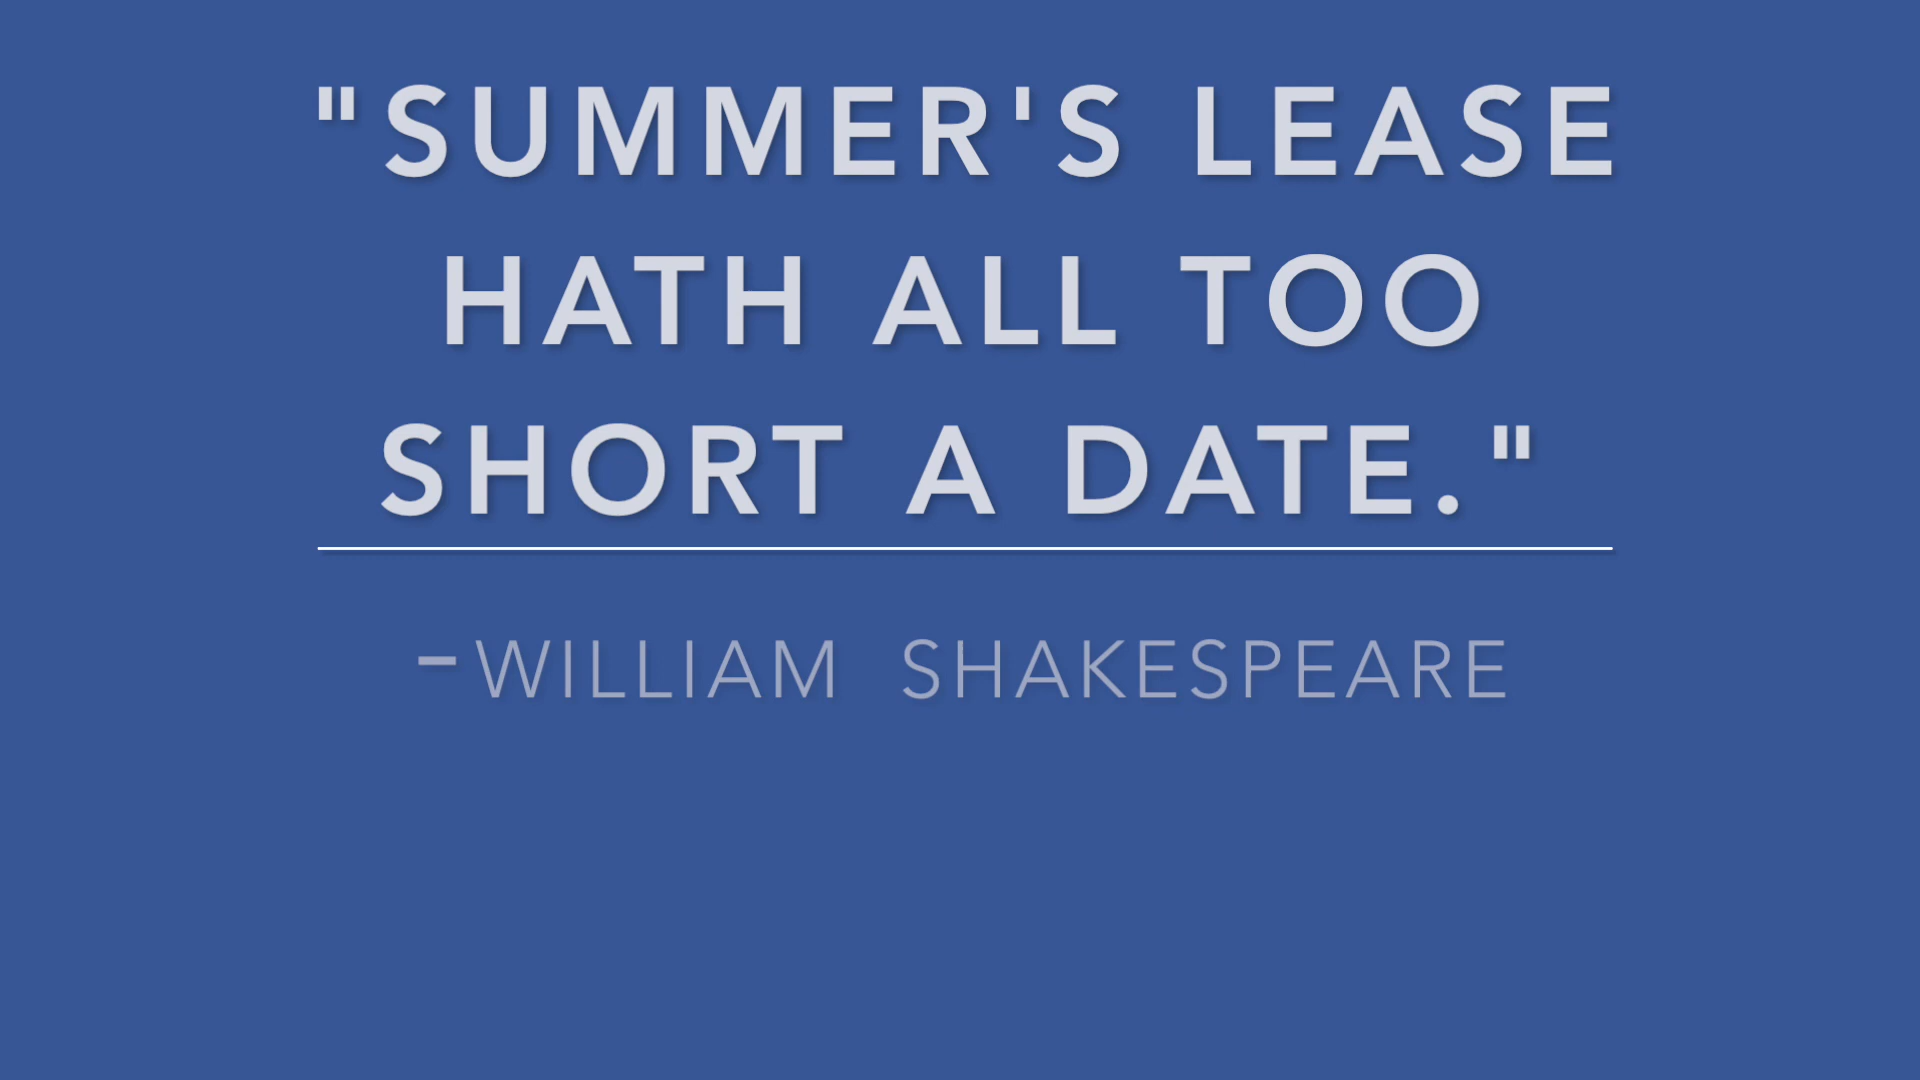 "SUMMER'S LEASE
HATH ALL TOO
SHORT A DATE."
-WILLIAM SHAKESPEARE